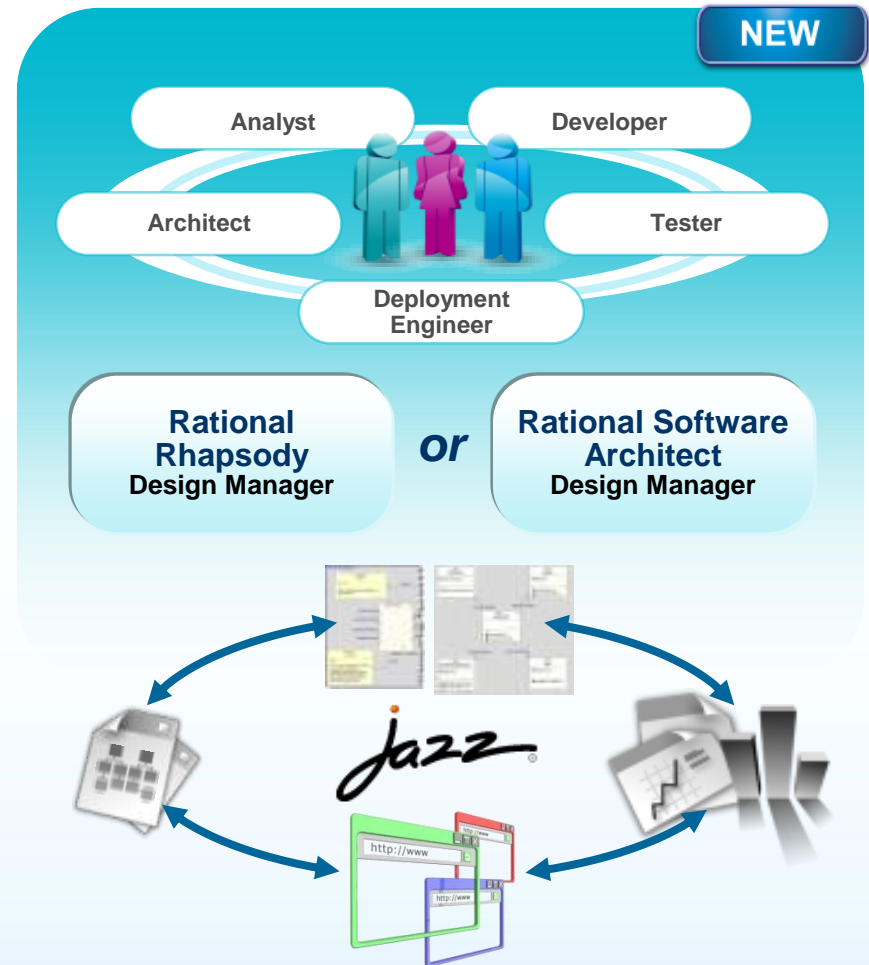 NEW
Analyst
Developer
Architect
Tester
Deployment
Engineer
Rational
Rhapsody
Design Manager
or
Rational Software
Architect
Design Manager
jazz
http://www
http://www
http://www